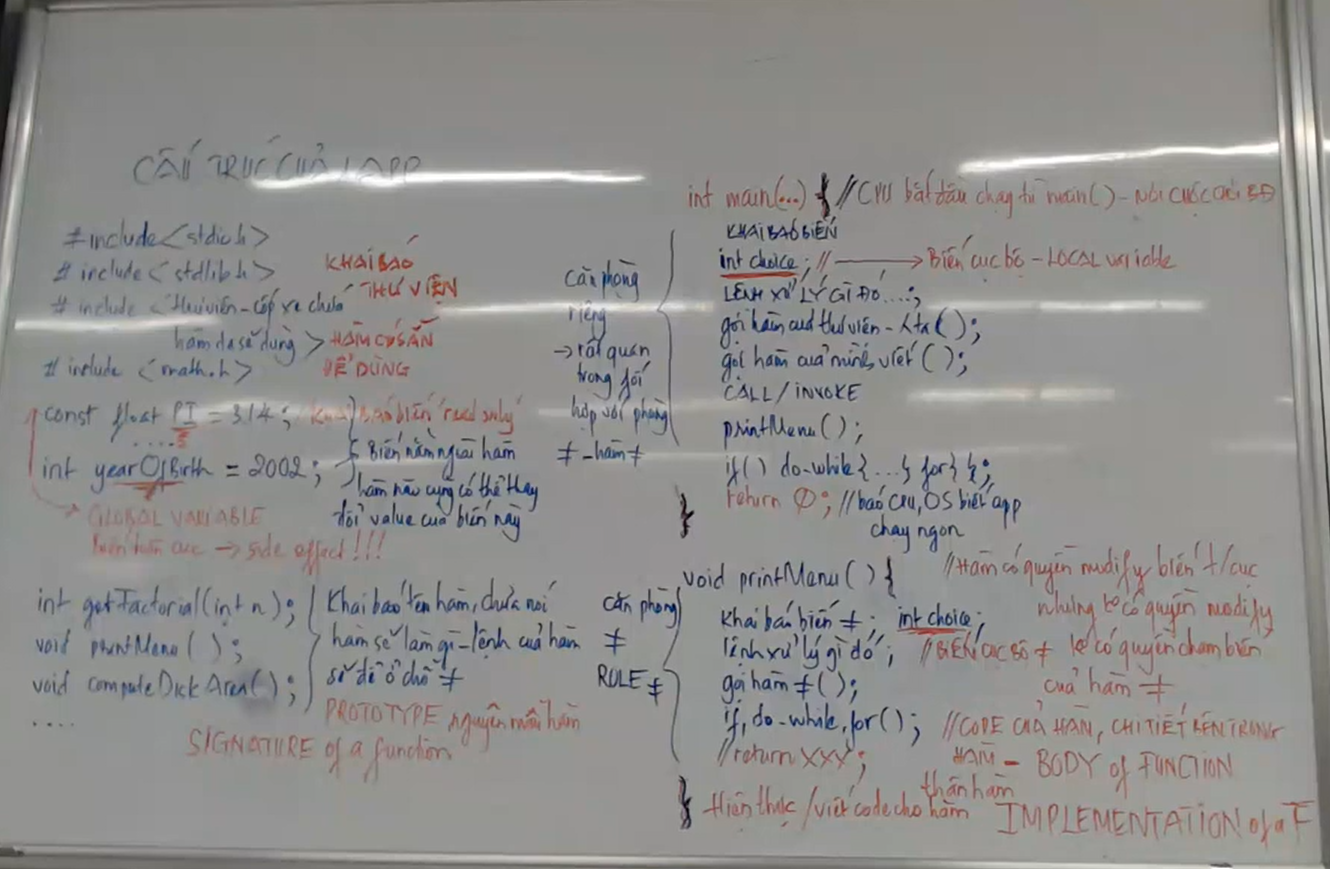 CẤU TRÚC CỦA 1 APP
#include <stdio.h>
# include <stdlib.h>
# include <thư viện - cốp xe chứa
hàm da sẽ dùng>
# include <math.h>
KHAI BÁO
THƯ VIỆN
HÀM CÓ SẴN
ĐỂ DÙNG
const float PI = 3.14; khai báo biến "read only"
....
int yearOfBirth = 2002;
Biến nằm ngoài hàm
hàm nào cũng có thể thay
đổi value của biến này
GLOBAL VARIABLE
biến toàn cục → side effect!!!
int getFactorial(int n);
void printMenu ( );
void computeDickArea();
....
Khai báo tên hàm, chưa nói
hàm sẽ làm gì - lệnh của hàm
sẽ để ở chỗ ≠
PROTOTYPE nguyên mẫu hàm
SIGNATURE of a function
căn phòng
riêng
→ rất quan
trọng phối
hợp với phòng
≠ - hàm ≠
int main(...) { // CPU bắt đầu chạy từ main() - NƠI CUỘC CHƠI BĐ
KHAI BÁO BIẾN
int choice; // → Biến cục bộ - LOCAL variable
LỆNH XỬ LÝ GÌ ĐÓ...;
gọi hàm của thư viện - ();
gọi hàm của mình viết ();
CALL / INVOKE
printMenu();
if() do-while{...} for{ };
return 0; // báo CPU, OS biết app
chạy ngon
}
căn phòng
≠
RULE ≠
void printMenu() {
Khai báo biến ≠; int choice;
lệnh xử lý gì đó; // BIẾN CỤC BỘ ≠
gọi hàm ≠();
if, do-while, for();
//return XXX;
}
// Hàm có quyền modify biến t/cục
nhưng ko có quyền modify
ko có quyền chạm biến
của hàm ≠
// CODE CỦA HÀM, CHI TIẾT BÊN TRONG
HÀM - BODY of FUNCTION
thân hàm
Hiện thực / viết code cho hàm
IMPLEMENTATION of a F